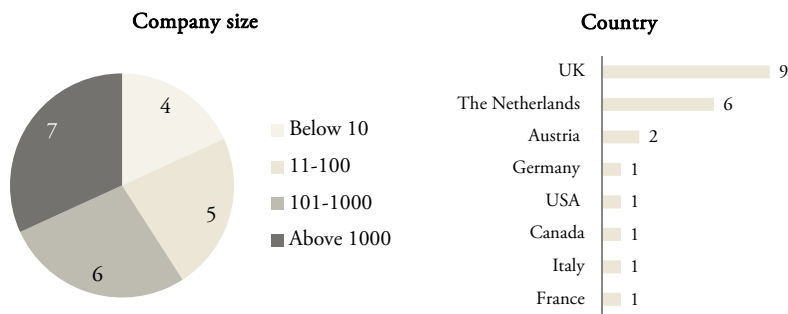 Company size
4
7
5
6
Below 10
11-100
101-1000
Above 1000
Country
UK 9
The Netherlands 6
Austria 2
Germany 1
USA 1
Canada 1
Italy 1
France 1